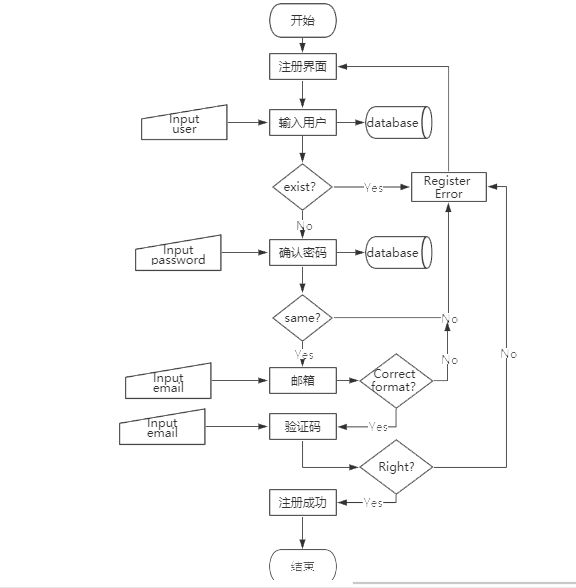 开始
注册界面
Input
user
输入用户
database
exist?
Yes
Register
Error
No
Input
password
确认密码
database
same?
No
Yes
Input
email
邮箱
Correct
format?
No
No
Input
email
验证码
Yes
Right?
注册成功
Yes
结束